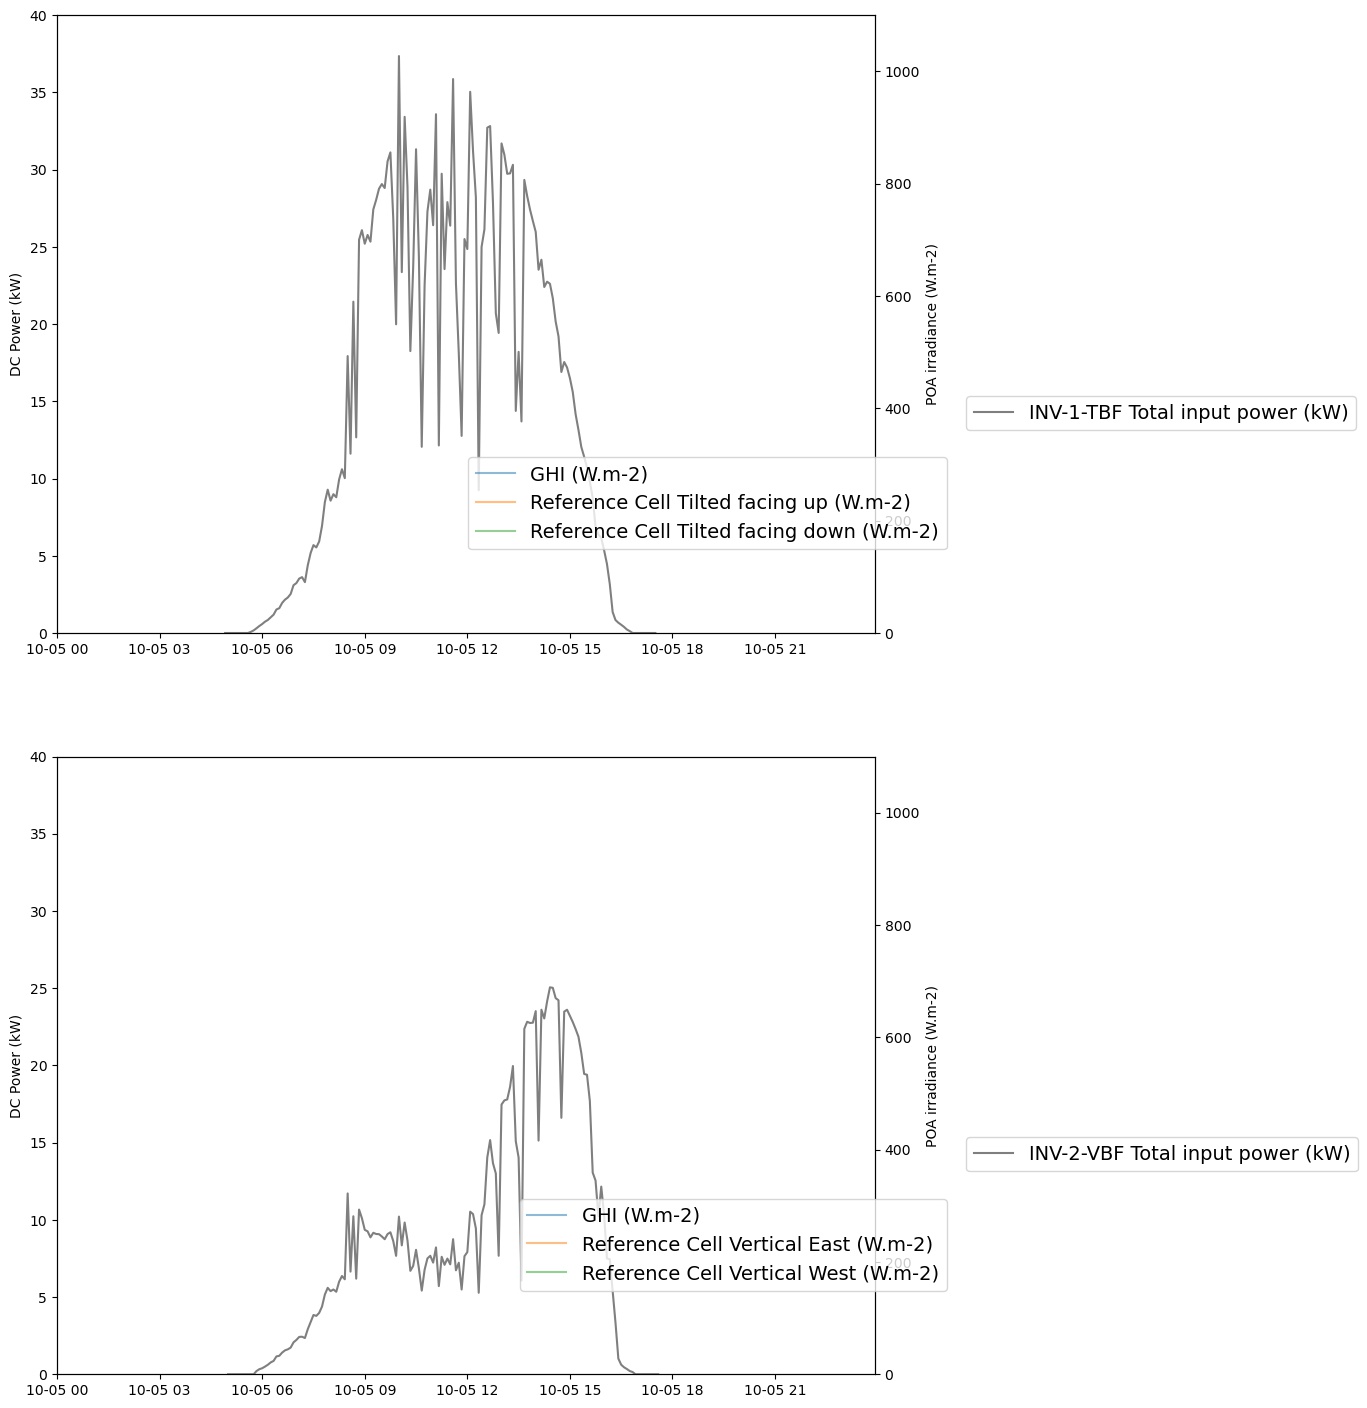 40
35
30
25
20
15
10
5
0
DC Power (kW)
1000
800
600
400
200
0
POA irradiance (W.m-2)
10-05 00 10-05 03 10-05 06 10-05 09 10-05 12 10-05 15 10-05 18 10-05 21
INV-1-TBF Total input power (kW)
GHI (W.m-2)
Reference Cell Tilted facing up (W.m-2)
Reference Cell Tilted facing down (W.m-2)
40
35
30
25
20
15
10
5
0
DC Power (kW)
1000
800
600
400
200
0
POA irradiance (W.m-2)
10-05 00 10-05 03 10-05 06 10-05 09 10-05 12 10-05 15 10-05 18 10-05 21
INV-2-VBF Total input power (kW)
GHI (W.m-2)
Reference Cell Vertical East (W.m-2)
Reference Cell Vertical West (W.m-2)